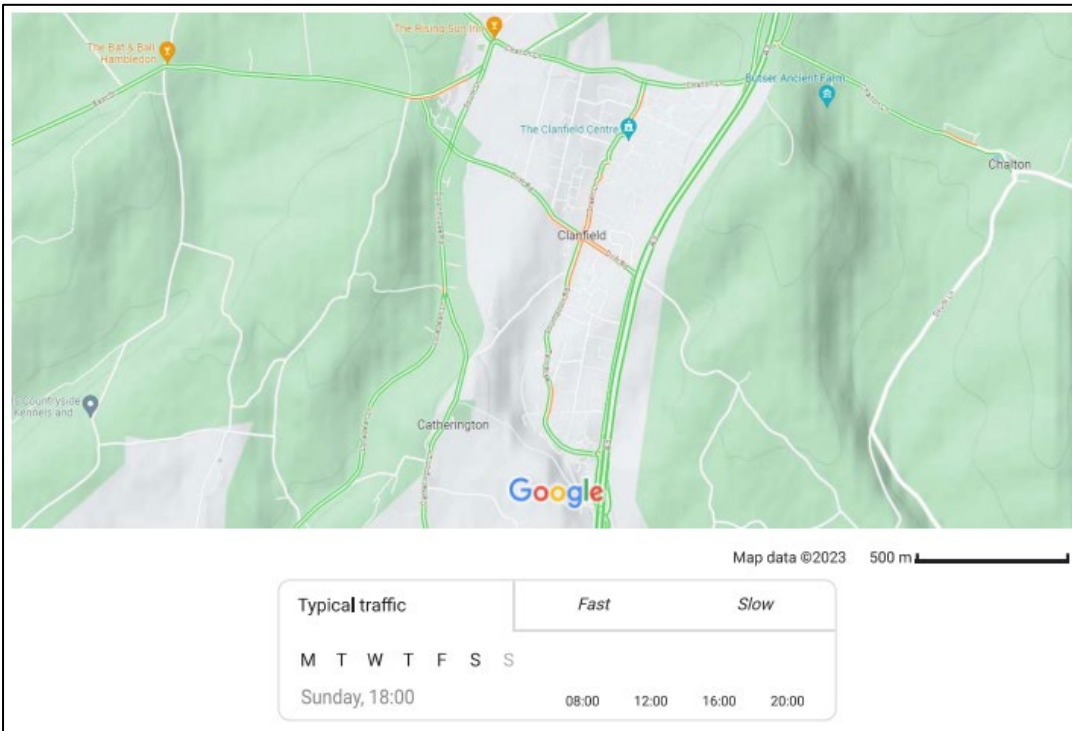 The Rising Sun Inn
The Bat & Ball
Hambledon
Butser Ancient Farm
The Clanfield Centre
Chalton
Clanfield
Countryside
Kennels and
Catherington
Google
Map data ©2023 500 m
Typical traffic Fast Slow
M T W T F S S
Sunday, 18:00 08:00 12:00 16:00 20:00